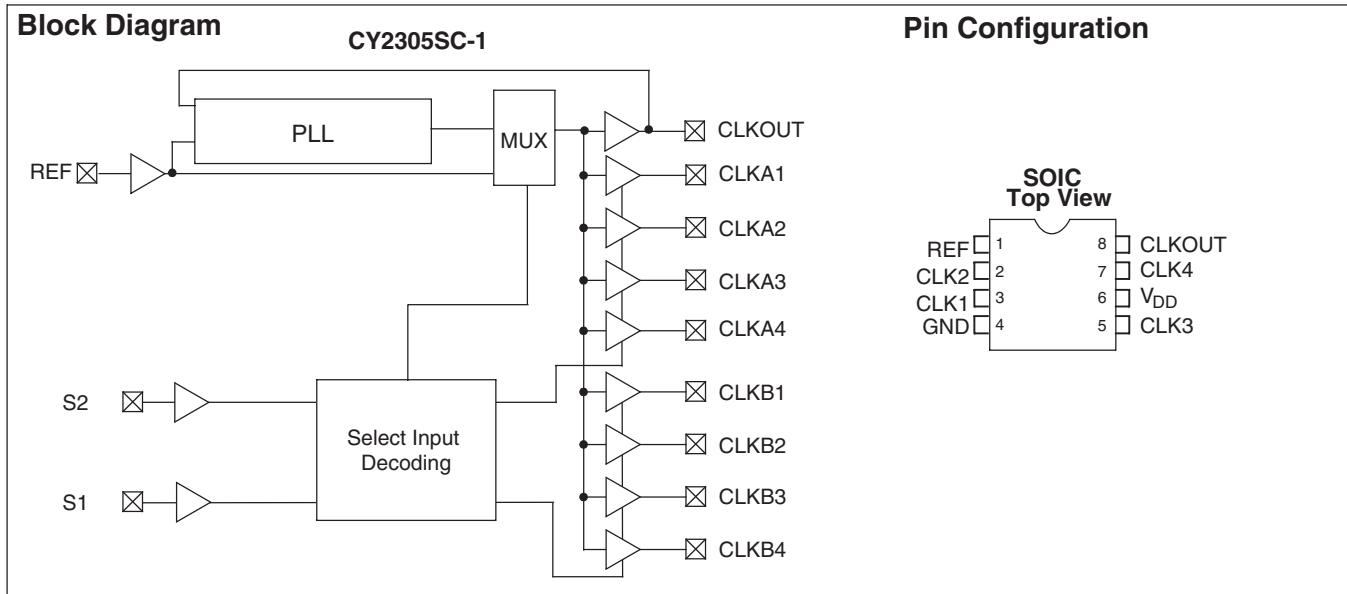 Block Diagram
CY2305SC-1
PLL
MUX
REF
CLKOUT
CLKA1
CLKA2
CLKA3
CLKA4
S2
S1
Select Input
Decoding
CLKB1
CLKB2
CLKB3
CLKB4
Pin Configuration
SOIC
Top View
REF 1 8 CLKOUT
CLK2 2 7 CLK4
CLK1 3 6 VDD
GND 4 5 CLK3